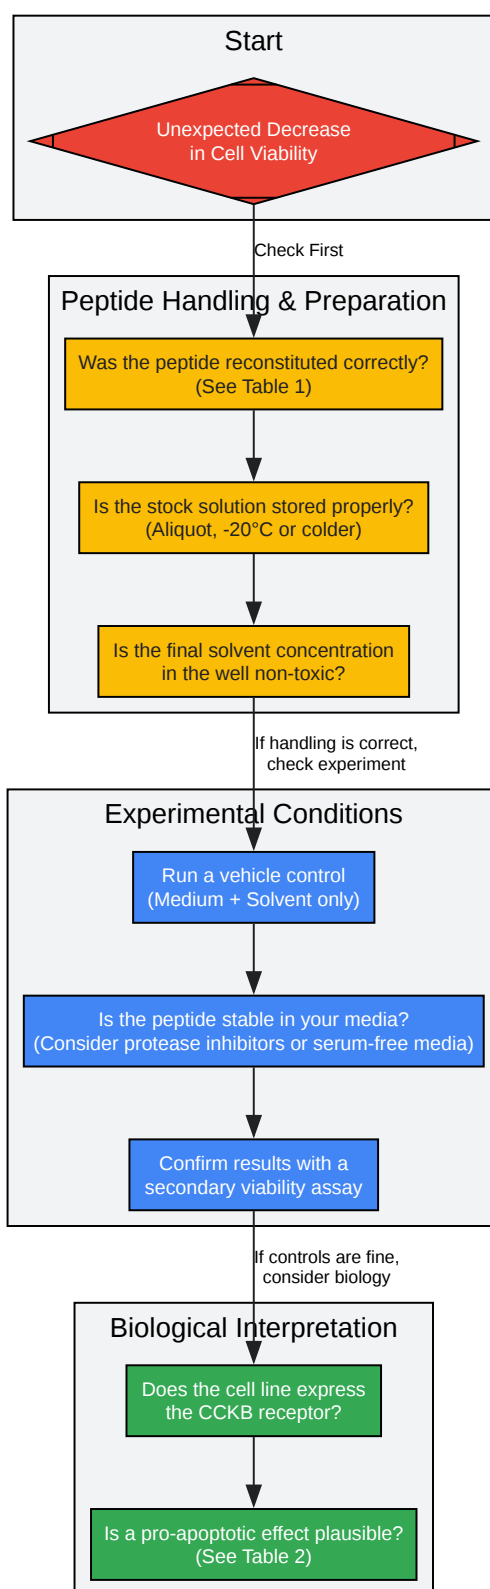 Start
Unexpected Decrease
in Cell Viability
Check First
Peptide Handling & Preparation
Was the peptide reconstituted correctly?
(See Table 1)
Is the stock solution stored properly?
(Aliquot, -20°C or colder)
Is the final solvent concentration
in the well non-toxic?
If handling is correct,
check experiment
Experimental Conditions
Run a vehicle control
(Medium + Solvent only)
Is the peptide stable in your media?
(Consider protease inhibitors or serum-free media)
Confirm results with a
secondary viability assay
If controls are fine,
consider biology
Biological Interpretation
Does the cell line express
the CCKB receptor?
Is a pro-apoptotic effect plausible?
(See Table 2)